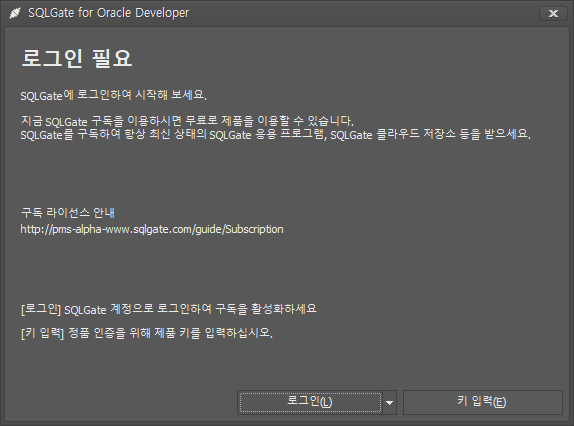 SQLGate for Oracle Developer
로그인 필요
SQLGate에 로그인하여 시작해 보세요.
지금 SQLGate 구독을 이용하시면 무료로 제품을 이용할 수 있습니다.
SQLGate를 구독하여 항상 최신 상태의 SQLGate 응용 프로그램, SQLGate 클라우드 저장소 등을 받으세요.
구독 라이선스 안내
http://pms-alpha-www.sqlgate.com/guide/Subscription
[로그인] SQLGate 계정으로 로그인하여 구독을 활성화하세요
[키 입력] 정품 인증을 위해 제품 키를 입력하십시오.
로그인(L) 키 입력(E)